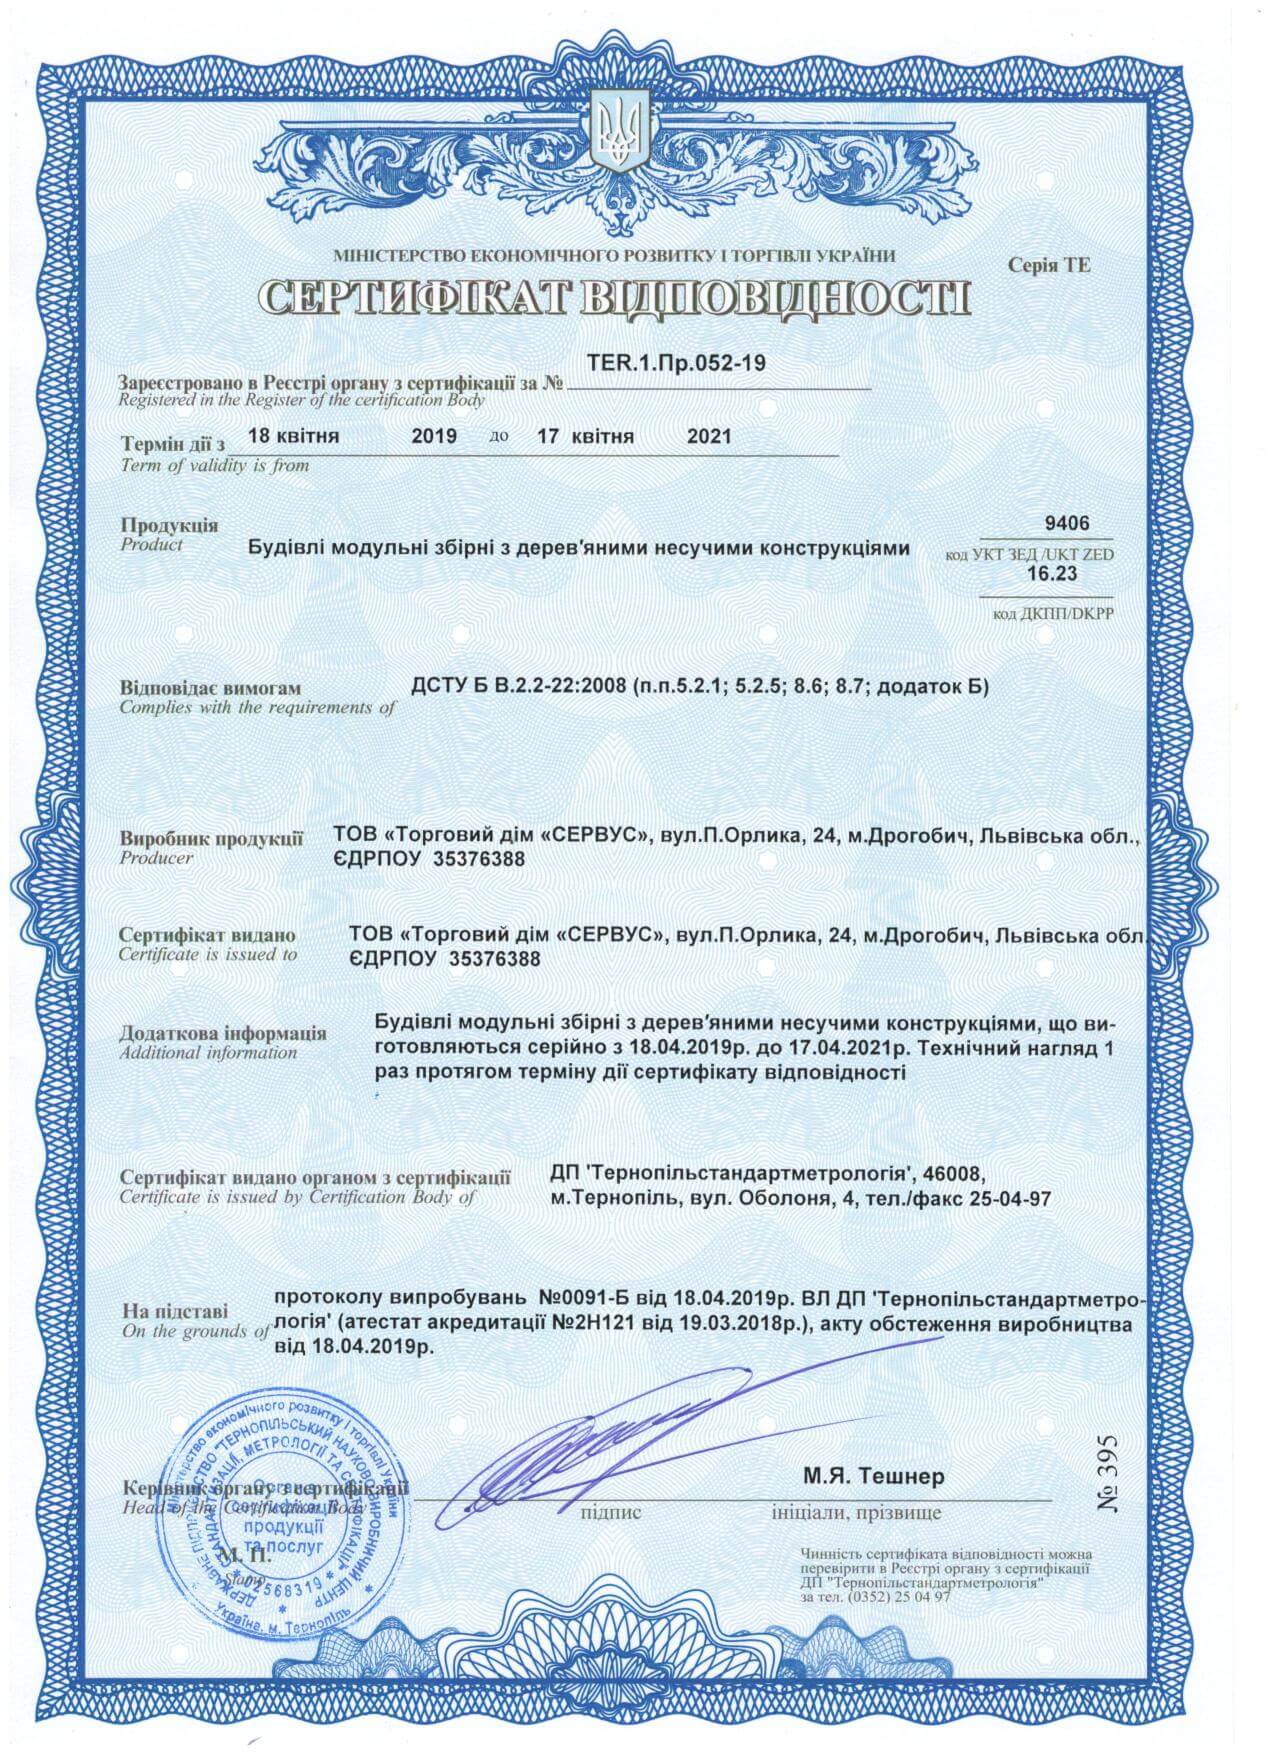 МІНІСТЕРСТВО ЕКОНОМІЧНОГО РОЗВИТКУ І ТОРГІВЛІ УКРАЇНИ
Серія ТЕ
СЕРТИФІКАТ ВІДПОВІДНОСТІ
TER.1.Пр.052-19
Зареєстровано в Реєстрі органу з сертифікації за №
Registered in the Register of the certification Body
Термін дії з 18 квітня 2019 до 17 квітня 2021
Term of validity is from
Продукція
Product
Будівлі модульні збірні з дерев'яними несучими конструкціями
9406
код УКТ ЗЕД /UKT ZED
16.23
код ДКПП/DKPP
Відповідає вимогам
Complies with the requirements of
ДСТУ Б В.2.2-22:2008 (п.п.5.2.1; 5.2.5; 8.6; 8.7; додаток Б)
Виробник продукції
Producer
ТОВ «Торговий дім «СЕРВУС», вул.П.Орлика, 24, м.Дрогобич, Львівська обл.,
ЄДРПОУ 35376388
Сертифікат видано
Certificate is issued to
ТОВ «Торговий дім «СЕРВУС», вул.П.Орлика, 24, м.Дрогобич, Львівська обл.
ЄДРПОУ 35376388
Додаткова інформація
Additional information
Будівлі модульні збірні з дерев'яними несучими конструкціями, що ви-
готовляються серійно з 18.04.2019р. до 17.04.2021р. Технічний нагляд 1
раз протягом терміну дії сертифікату відповідності
Сертифікат видано органом з сертифікації
Certificate is issued by Certification Body of
ДП 'Тернопільстандартметрологія', 46008,
м.Тернопіль, вул. Оболоня, 4, тел./факс 25-04-97
На підставі
On the grounds of
протоколу випробувань №0091-Б від 18.04.2019р. ВЛ ДП 'Тернопільстандартметро-
логія' (атестат акредитації №2Н121 від 19.03.2018р.), акту обстеження виробництва
від 18.04.2019р.
Міністерство економічного розвитку і торгівлі України
ДЕРЖАВНЕ ПІДПРИЄМСТВО "ТЕРНОПІЛЬСЬКИЙ НАУКОВО-ВИРОБНИЧИЙ ЦЕНТР
СТАНДАРТИЗАЦІЇ, МЕТРОЛОГІЇ ТА СЕРТИФІКАЦІЇ"
Орган з
сертифікації
продукції
та послуг
* 02568319 *
Україна, м. Тернопіль
Керівник органу з сертифікації
Head of the Certification Body
М.Я. Тешнер
підпис
ініціали, прізвище
М. П.
Stamp
№ 395
Чинність сертифіката відповідності можна
перевірити в Реєстрі органу з сертифікації
ДП "Тернопільстандартметрологія"
за тел. (0352) 25 04 97